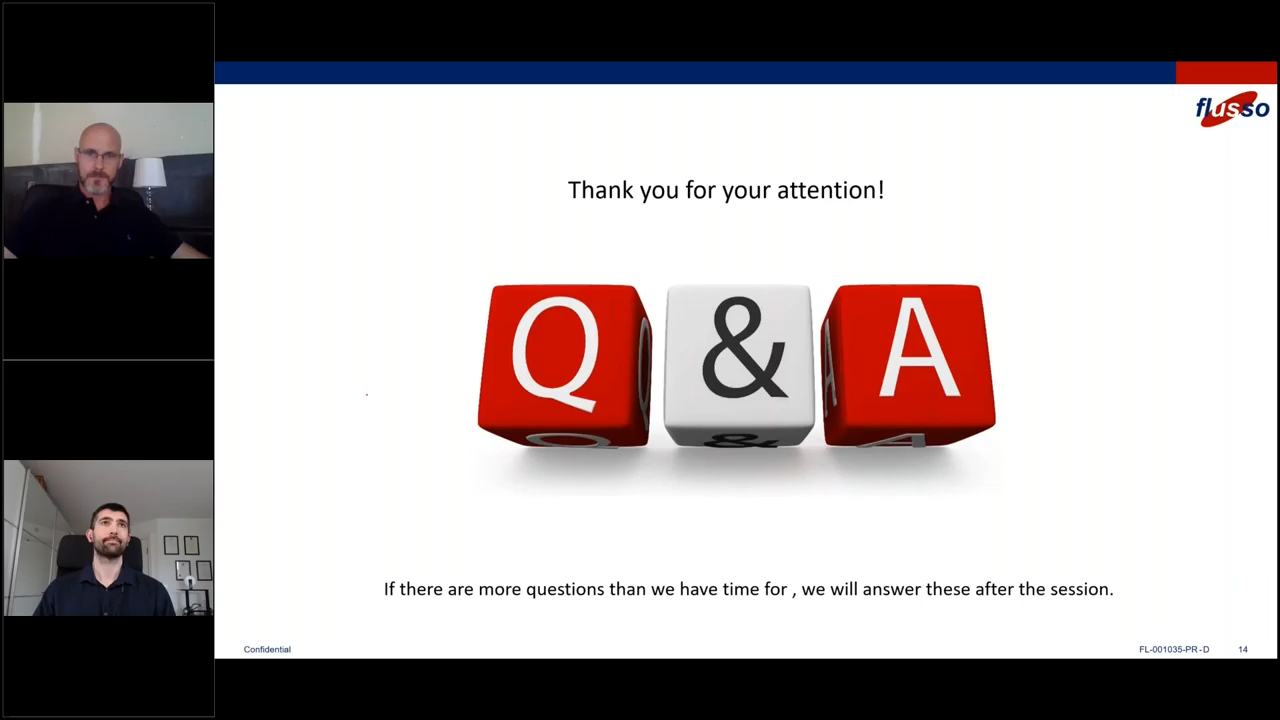 flusso
Thank you for your attention!
Q & A
If there are more questions than we have time for , we will answer these after the session.
Confidential
FL-001035-PR-D
14